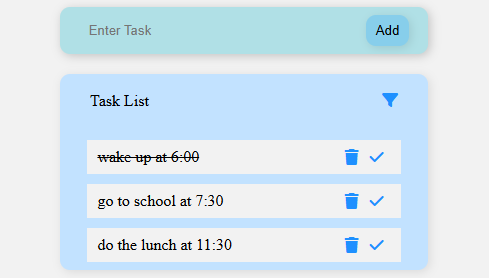 Enter Task
Add
Task List
wake up at 6:00
go to school at 7:30
do the lunch at 11:30